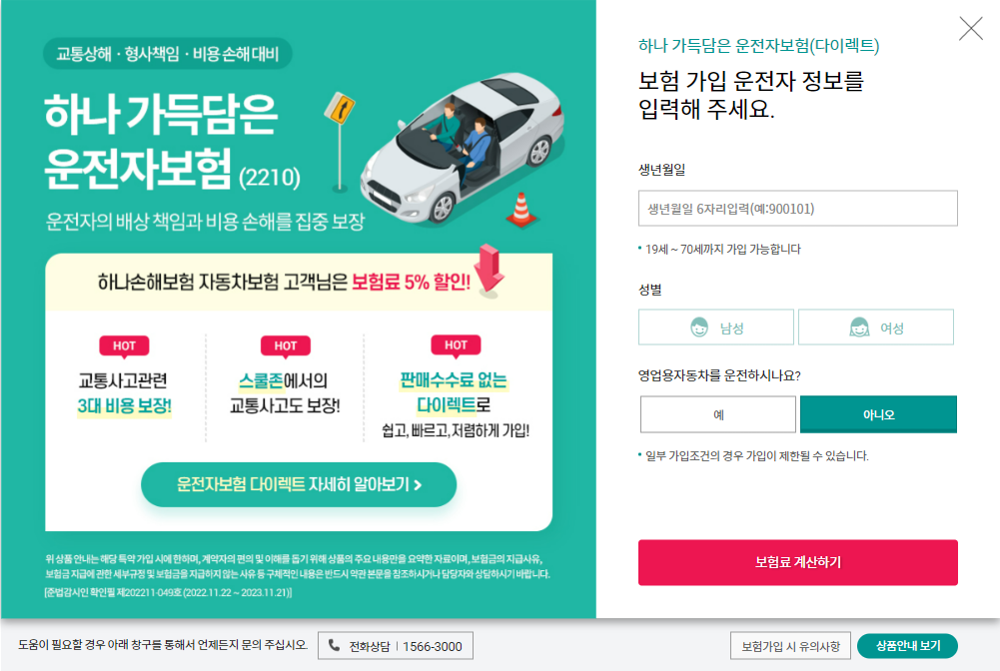 교통상해 · 형사책임 · 비용 손해 대비
하나 가득담은
운전자보험 (2210)
운전자의 배상 책임과 비용 손해를 집중 보장
하나손해보험 자동차보험 고객님은 보험료 5% 할인!
HOT
교통사고관련
3대 비용 보장!
HOT
스쿨존에서의
교통사고도 보장!
HOT
판매수수료 없는
다이렉트로
쉽고, 빠르고, 저렴하게 가입!
운전자보험 다이렉트 자세히 알아보기 >
위 상품 안내는 해당 특약 가입 시에 한하며, 계약자의 편의 및 이해를 돕기 위해 상품의 주요 내용만을 요약한 자료이며, 보험금의 지급사유,
보험금 지급에 관한 세부규정 및 보험금을 지급하지 않는 사유 등 구체적인 내용은 반드시 약관 본문을 참조하시거나 담당자와 상담하시기 바랍니다.
[준법감시인 확인필 제202211-049호 (2022.11.22 ~ 2023.11.21)]
하나 가득담은 운전자보험(다이렉트)
보험 가입 운전자 정보를
입력해 주세요.
생년월일
생년월일 6자리입력(예:900101)
• 19세 ~ 70세까지 가입 가능합니다
성별
남성
여성
영업용자동차를 운전하시나요?
예
아니오
• 일부 가입조건의 경우 가입이 제한될 수 있습니다.
보험료 계산하기
도움이 필요할 경우 아래 창구를 통해서 언제든지 문의 주십시오.
전화상담 | 1566-3000
보험가입 시 유의사항
상품안내 보기